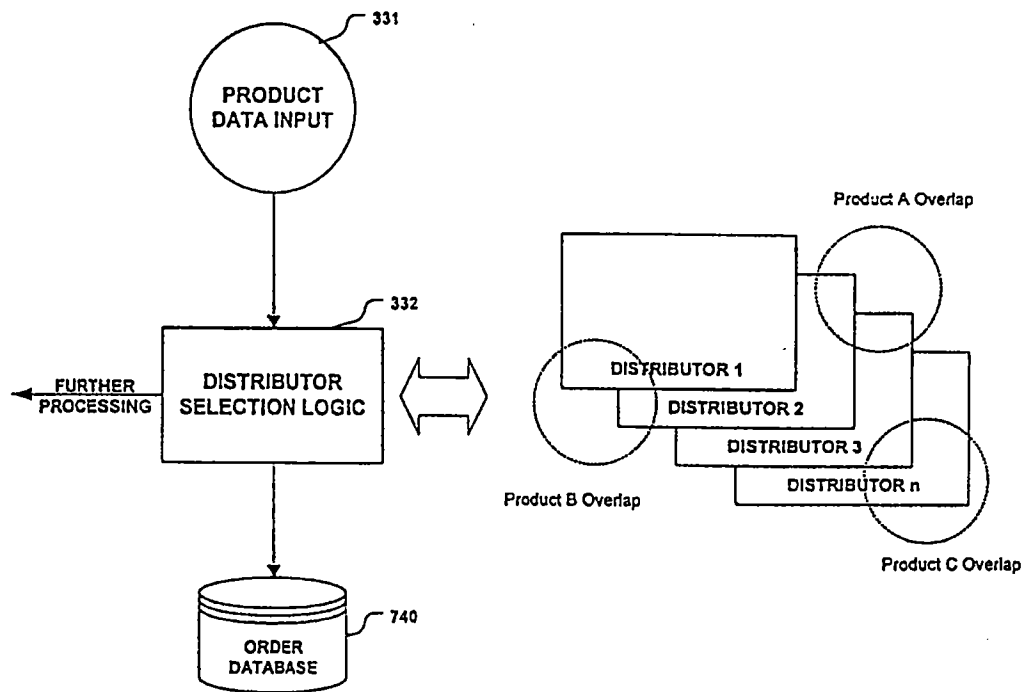 331
PRODUCT
DATA INPUT
Product A Overlap
332
DISTRIBUTOR
SELECTION LOGIC
FURTHER
PROCESSING
DISTRIBUTOR 1
DISTRIBUTOR 2
DISTRIBUTOR 3
DISTRIBUTOR n
Product B Overlap
Product C Overlap
740
ORDER
DATABASE